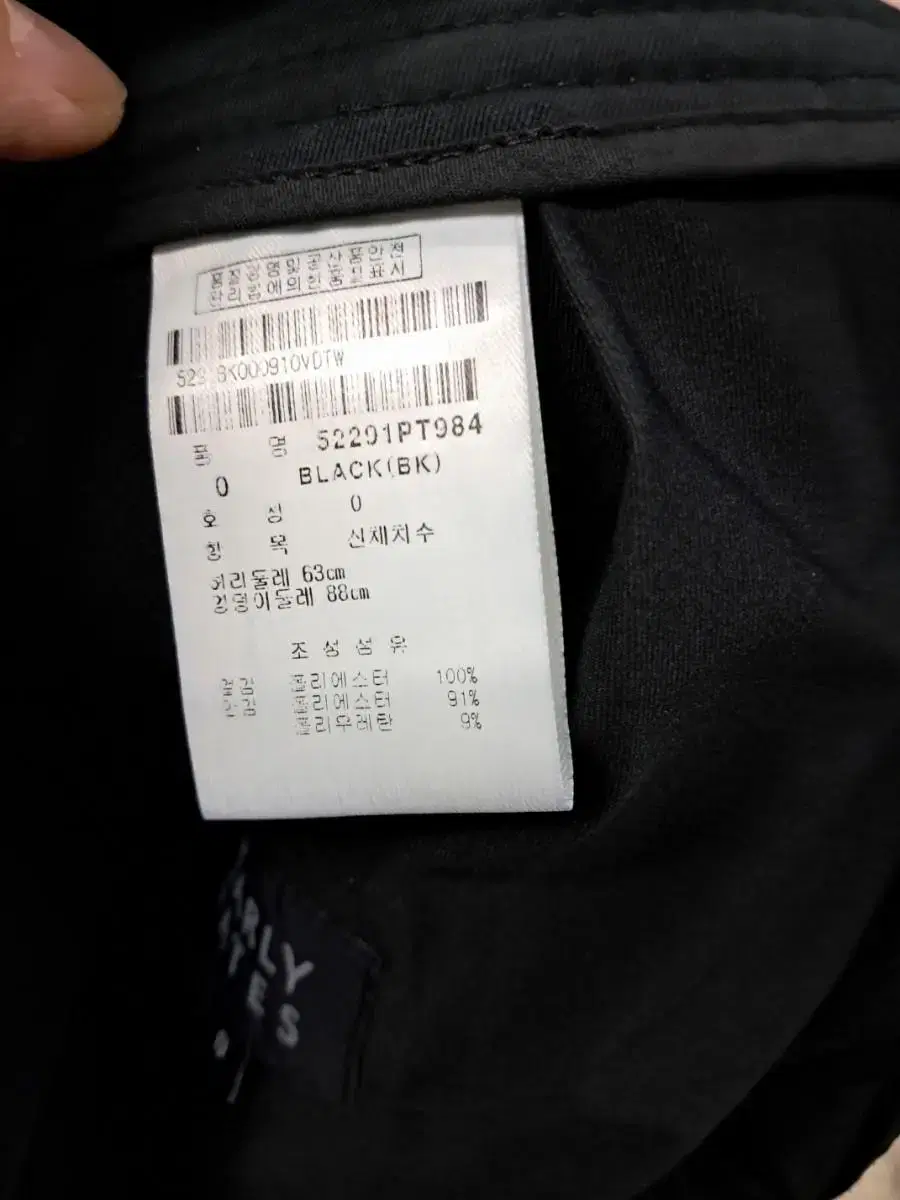 품질경영및공산품안전
관리법에의한품질표시
BK000910VDTW
품 명 52291PT984
0 BLACK(BK)
호 칭 0
항 목 신체치수
허리둘레 63cm
엉덩이둘레 88cm
조 성 섬 유
겉감 폴리에스터 100%
안감 폴리에스터 91%
폴리우레탄 9%